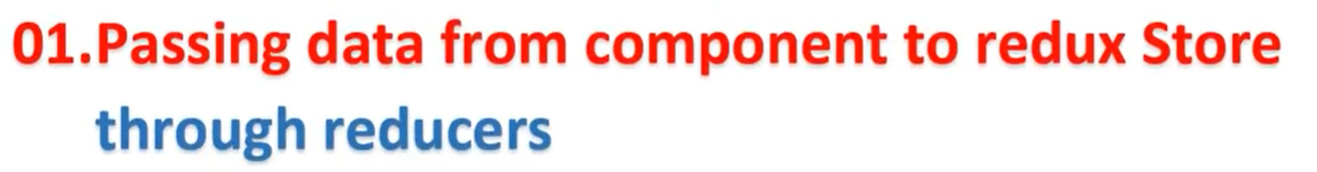 01.Passing data from component to redux Store
through reducers